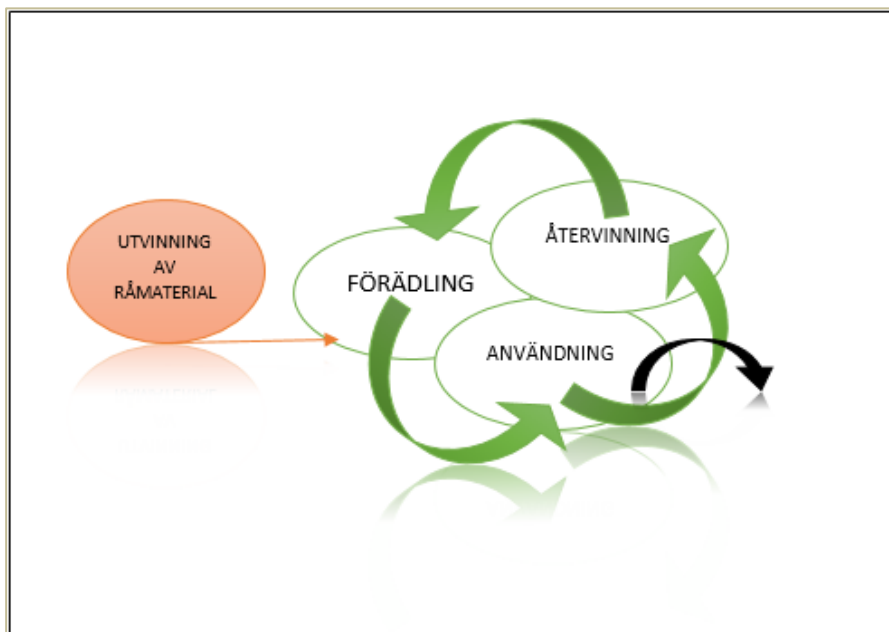 UTVINNING
AV
RÅMATERIAL
FÖRÄDLING
ÅTERVINNING
ANVÄNDNING